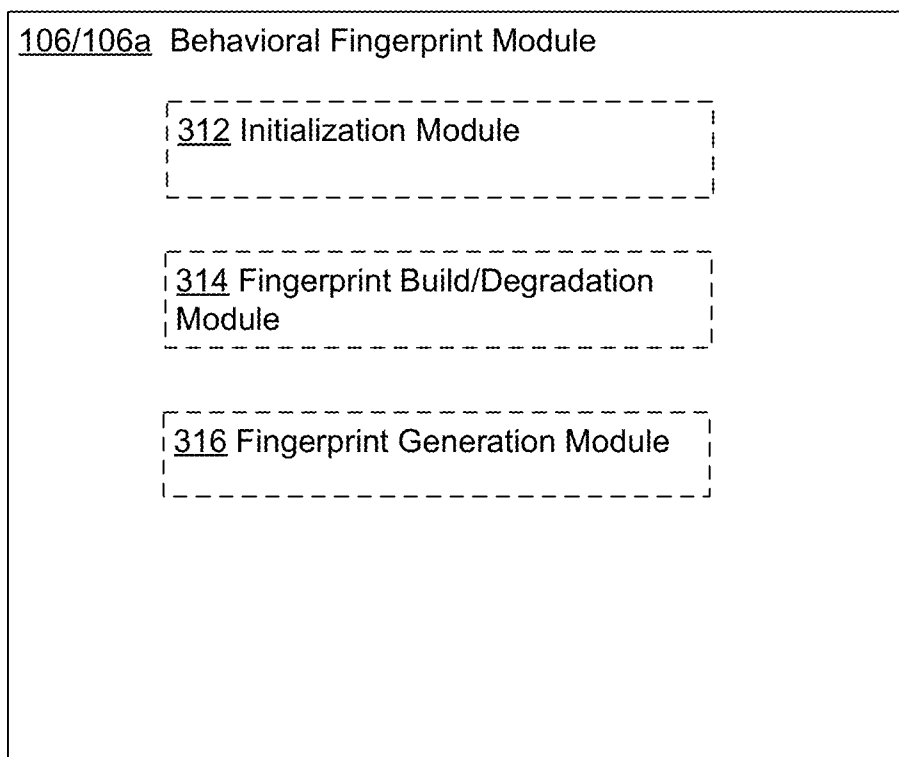 106/106a Behavioral Fingerprint Module
312 Initialization Module
314 Fingerprint Build/Degradation
Module
316 Fingerprint Generation Module